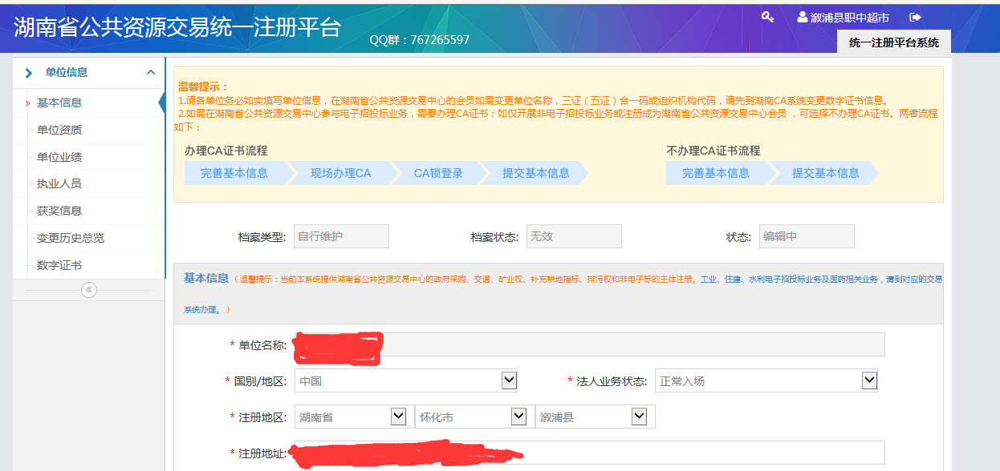 湖南省公共资源交易统一注册平台
QQ群：767265597
溆浦县职中超市
统一注册平台系统
单位信息
基本信息
单位资质
单位业绩
执业人员
获奖信息
变更历史总览
数字证书
温馨提示：
1.请各单位务必如实填写单位信息，在湖南省公共资源交易中心的会员如需变更单位名称，三证（五证）合一码或组织机构代码，请先到湖南CA系统变更数字证书信息。
2.如需在湖南省公共资源交易中心参与电子招投标业务，需要办理CA证书；如仅开展非电子招投标业务或注册成为湖南省公共资源交易中心会员 ，可选择不办理CA证书。两者流程
如下：
办理CA证书流程 不办理CA证书流程
完善基本信息 现场办理CA CA锁登录 提交基本信息 完善基本信息 提交基本信息
档案类型: 自行维护 档案状态: 无效 状态: 编辑中
基本信息（ 温馨提示：当前本系统提供湖南省公共资源交易中心的政府采购、交通、矿业权、补充耕地指标、排污权和非电子标的主体注册。工业、住建、水利电子招投标业务及医药相关业务，请到对应的交易
系统办理。 ）
* 单位名称:
* 国别/地区: 中国 * 法人业务状态: 正常入场
* 注册地区: 湖南省 怀化市 溆浦县
* 注册地址: